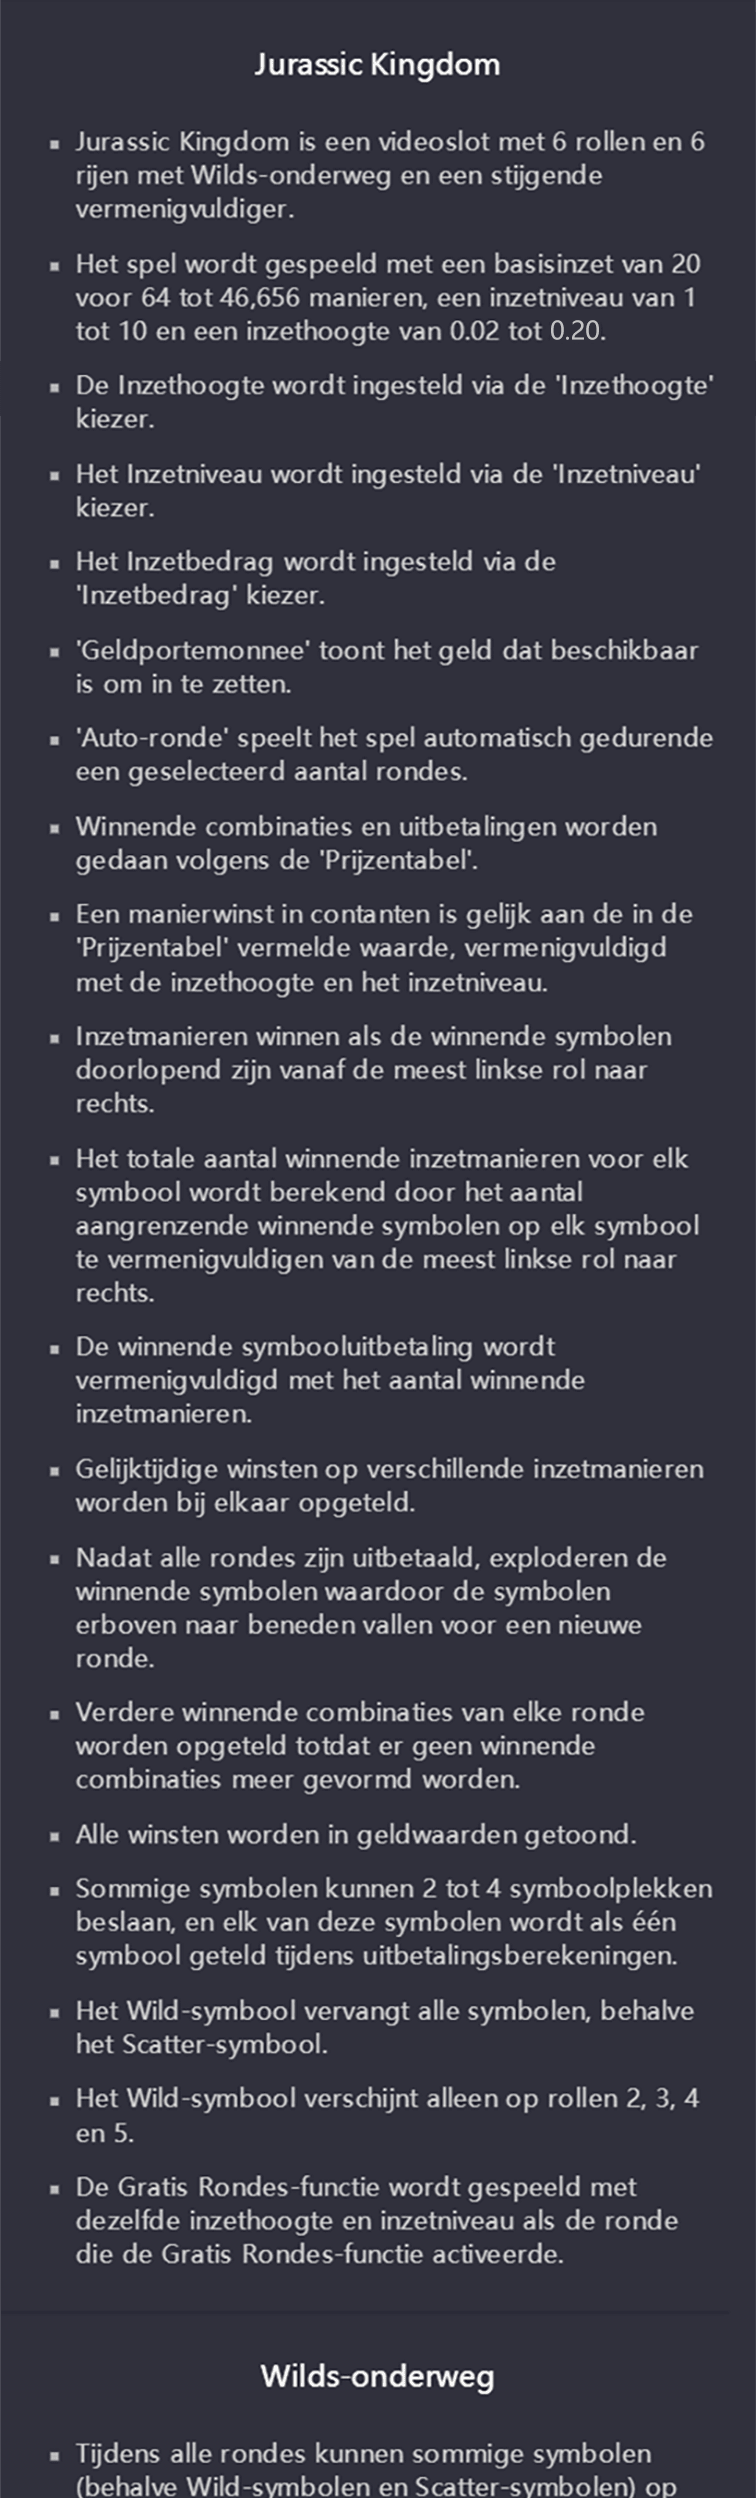 Jurassic Kingdom
▪ Jurassic Kingdom is een videoslot met 6 rollen en 6
rijen met Wilds-onderweg en een stijgende
vermenigvuldiger.
▪ Het spel wordt gespeeld met een basisinzet van 20
voor 64 tot 46,656 manieren, een inzetniveau van 1
tot 10 en een inzethoogte van 0.02 tot 0.20.
▪ De Inzethoogte wordt ingesteld via de 'Inzethoogte'
kiezer.
▪ Het Inzetniveau wordt ingesteld via de 'Inzetniveau'
kiezer.
▪ Het Inzetbedrag wordt ingesteld via de
'Inzetbedrag' kiezer.
▪ 'Geldportemonnee' toont het geld dat beschikbaar
is om in te zetten.
▪ 'Auto-ronde' speelt het spel automatisch gedurende
een geselecteerd aantal rondes.
▪ Winnende combinaties en uitbetalingen worden
gedaan volgens de 'Prijzentabel'.
▪ Een manierwinst in contanten is gelijk aan de in de
'Prijzentabel' vermelde waarde, vermenigvuldigd
met de inzethoogte en het inzetniveau.
▪ Inzetmanieren winnen als de winnende symbolen
doorlopend zijn vanaf de meest linkse rol naar
rechts.
▪ Het totale aantal winnende inzetmanieren voor elk
symbool wordt berekend door het aantal
aangrenzende winnende symbolen op elk symbool
te vermenigvuldigen van de meest linkse rol naar
rechts.
▪ De winnende symbooluitbetaling wordt
vermenigvuldigd met het aantal winnende
inzetmanieren.
▪ Gelijktijdige winsten op verschillende inzetmanieren
worden bij elkaar opgeteld.
▪ Nadat alle rondes zijn uitbetaald, exploderen de
winnende symbolen waardoor de symbolen
erboven naar beneden vallen voor een nieuwe
ronde.
▪ Verdere winnende combinaties van elke ronde
worden opgeteld totdat er geen winnende
combinaties meer gevormd worden.
▪ Alle winsten worden in geldwaarden getoond.
▪ Sommige symbolen kunnen 2 tot 4 symboolplekken
beslaan, en elk van deze symbolen wordt als één
symbool geteld tijdens uitbetalingsberekeningen.
▪ Het Wild-symbool vervangt alle symbolen, behalve
het Scatter-symbool.
▪ Het Wild-symbool verschijnt alleen op rollen 2, 3, 4
en 5.
▪ De Gratis Rondes-functie wordt gespeeld met
dezelfde inzethoogte en inzetniveau als de ronde
die de Gratis Rondes-functie activeerde.
Wilds-onderweg
▪ Tijdens alle rondes kunnen sommige symbolen
(behalve Wild-symbolen en Scatter-symbolen) op